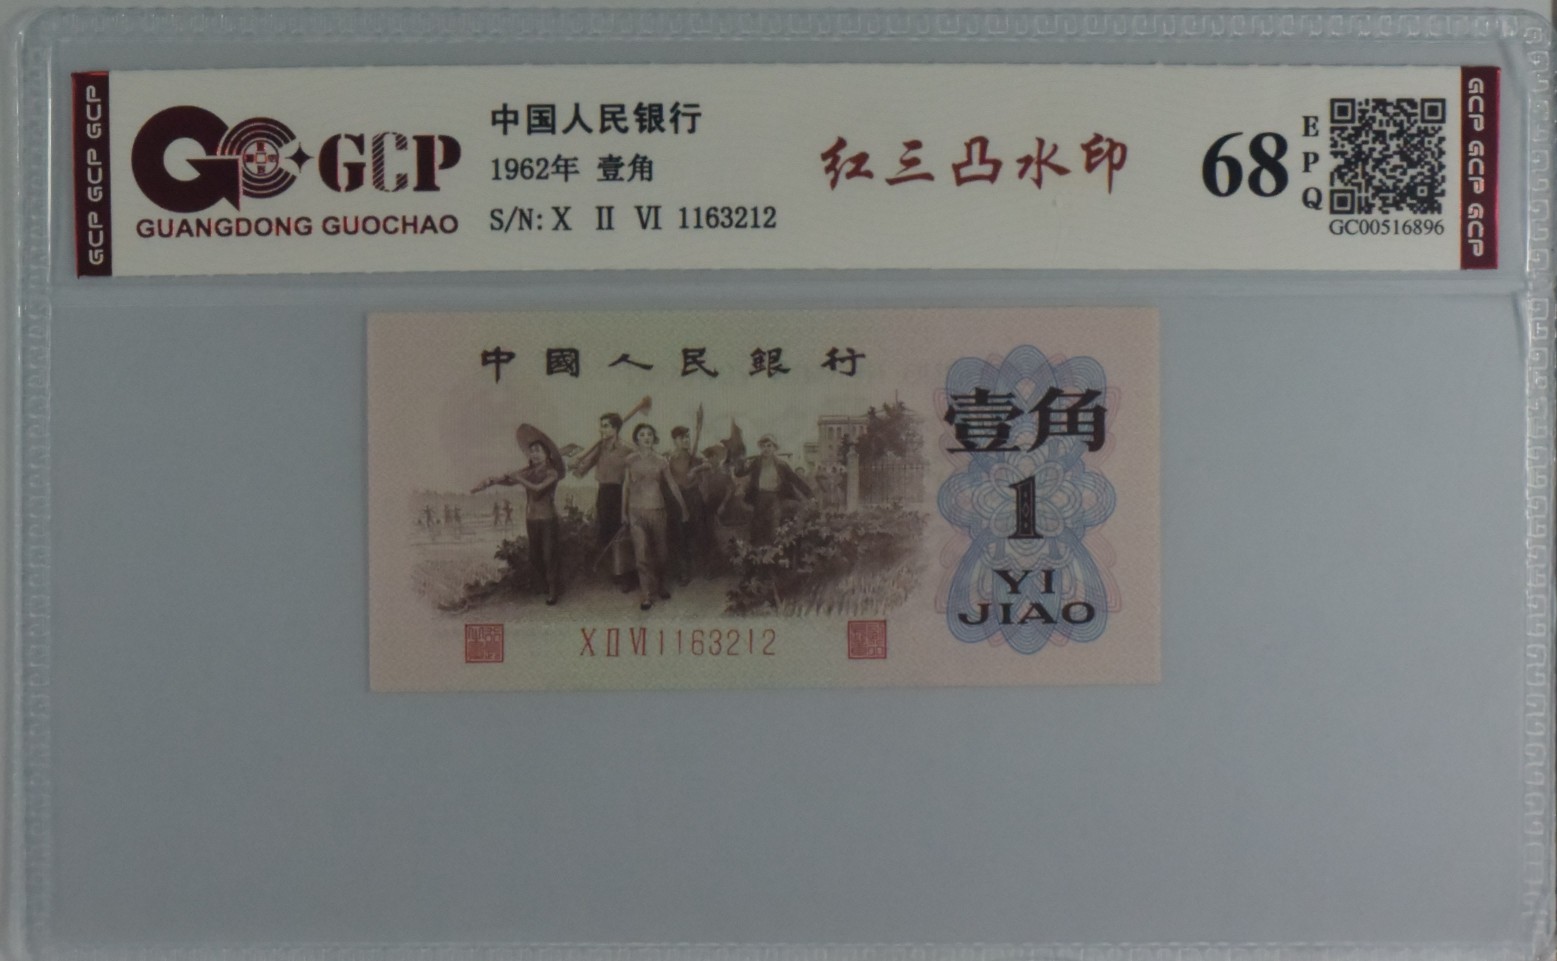 GCP GCP GCP
GCP
GUANGDONG GUOCHAO
中国人民银行
1962年 壹角
S/N: X Ⅱ Ⅵ 1163212
红三凸水印
68
EPQ
GC00516896
GCP GCP GCP
中國人民銀行
壹角
1
YI
JIAO
X Ⅱ Ⅵ 1163212